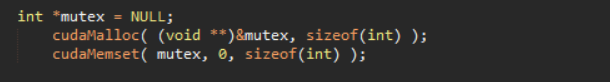 int *mutex = NULL;
cudaMalloc( (void **)&mutex, sizeof(int) );
cudaMemset( mutex, 0, sizeof(int) );